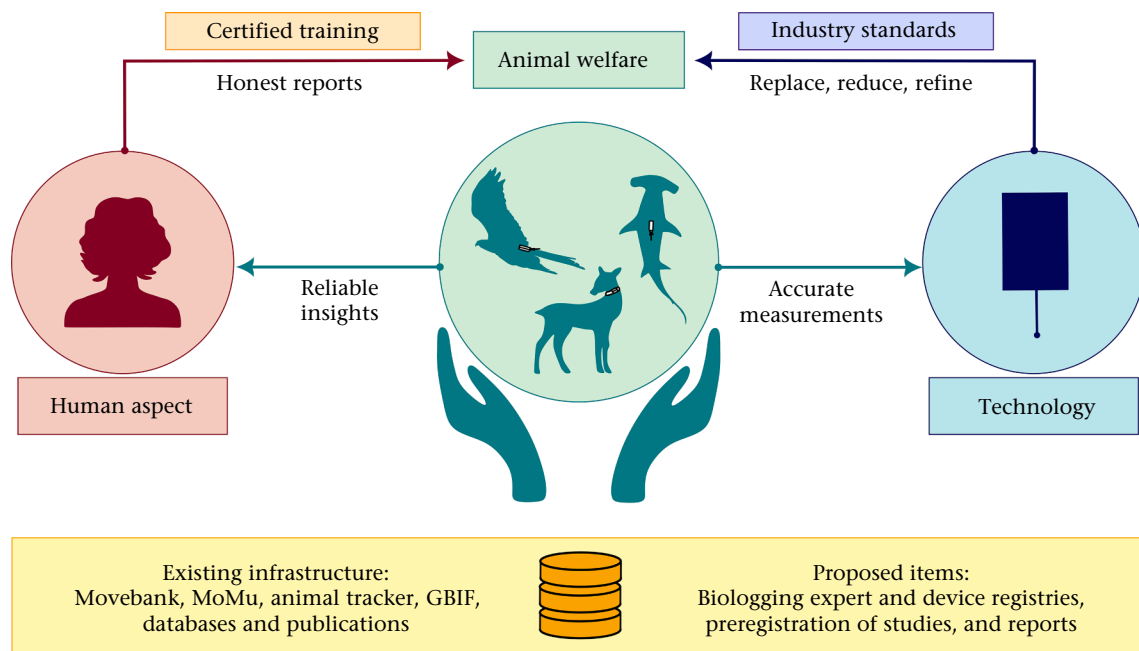 Certified training
Industry standards
Animal welfare
Honest reports
Replace, reduce, refine
Reliable
insights
Accurate
measurements
Human aspect
Technology
Existing infrastructure:
Movebank, MoMu, animal tracker, GBIF,
databases and publications
Proposed items:
Biologging expert and device registries,
preregistration of studies, and reports